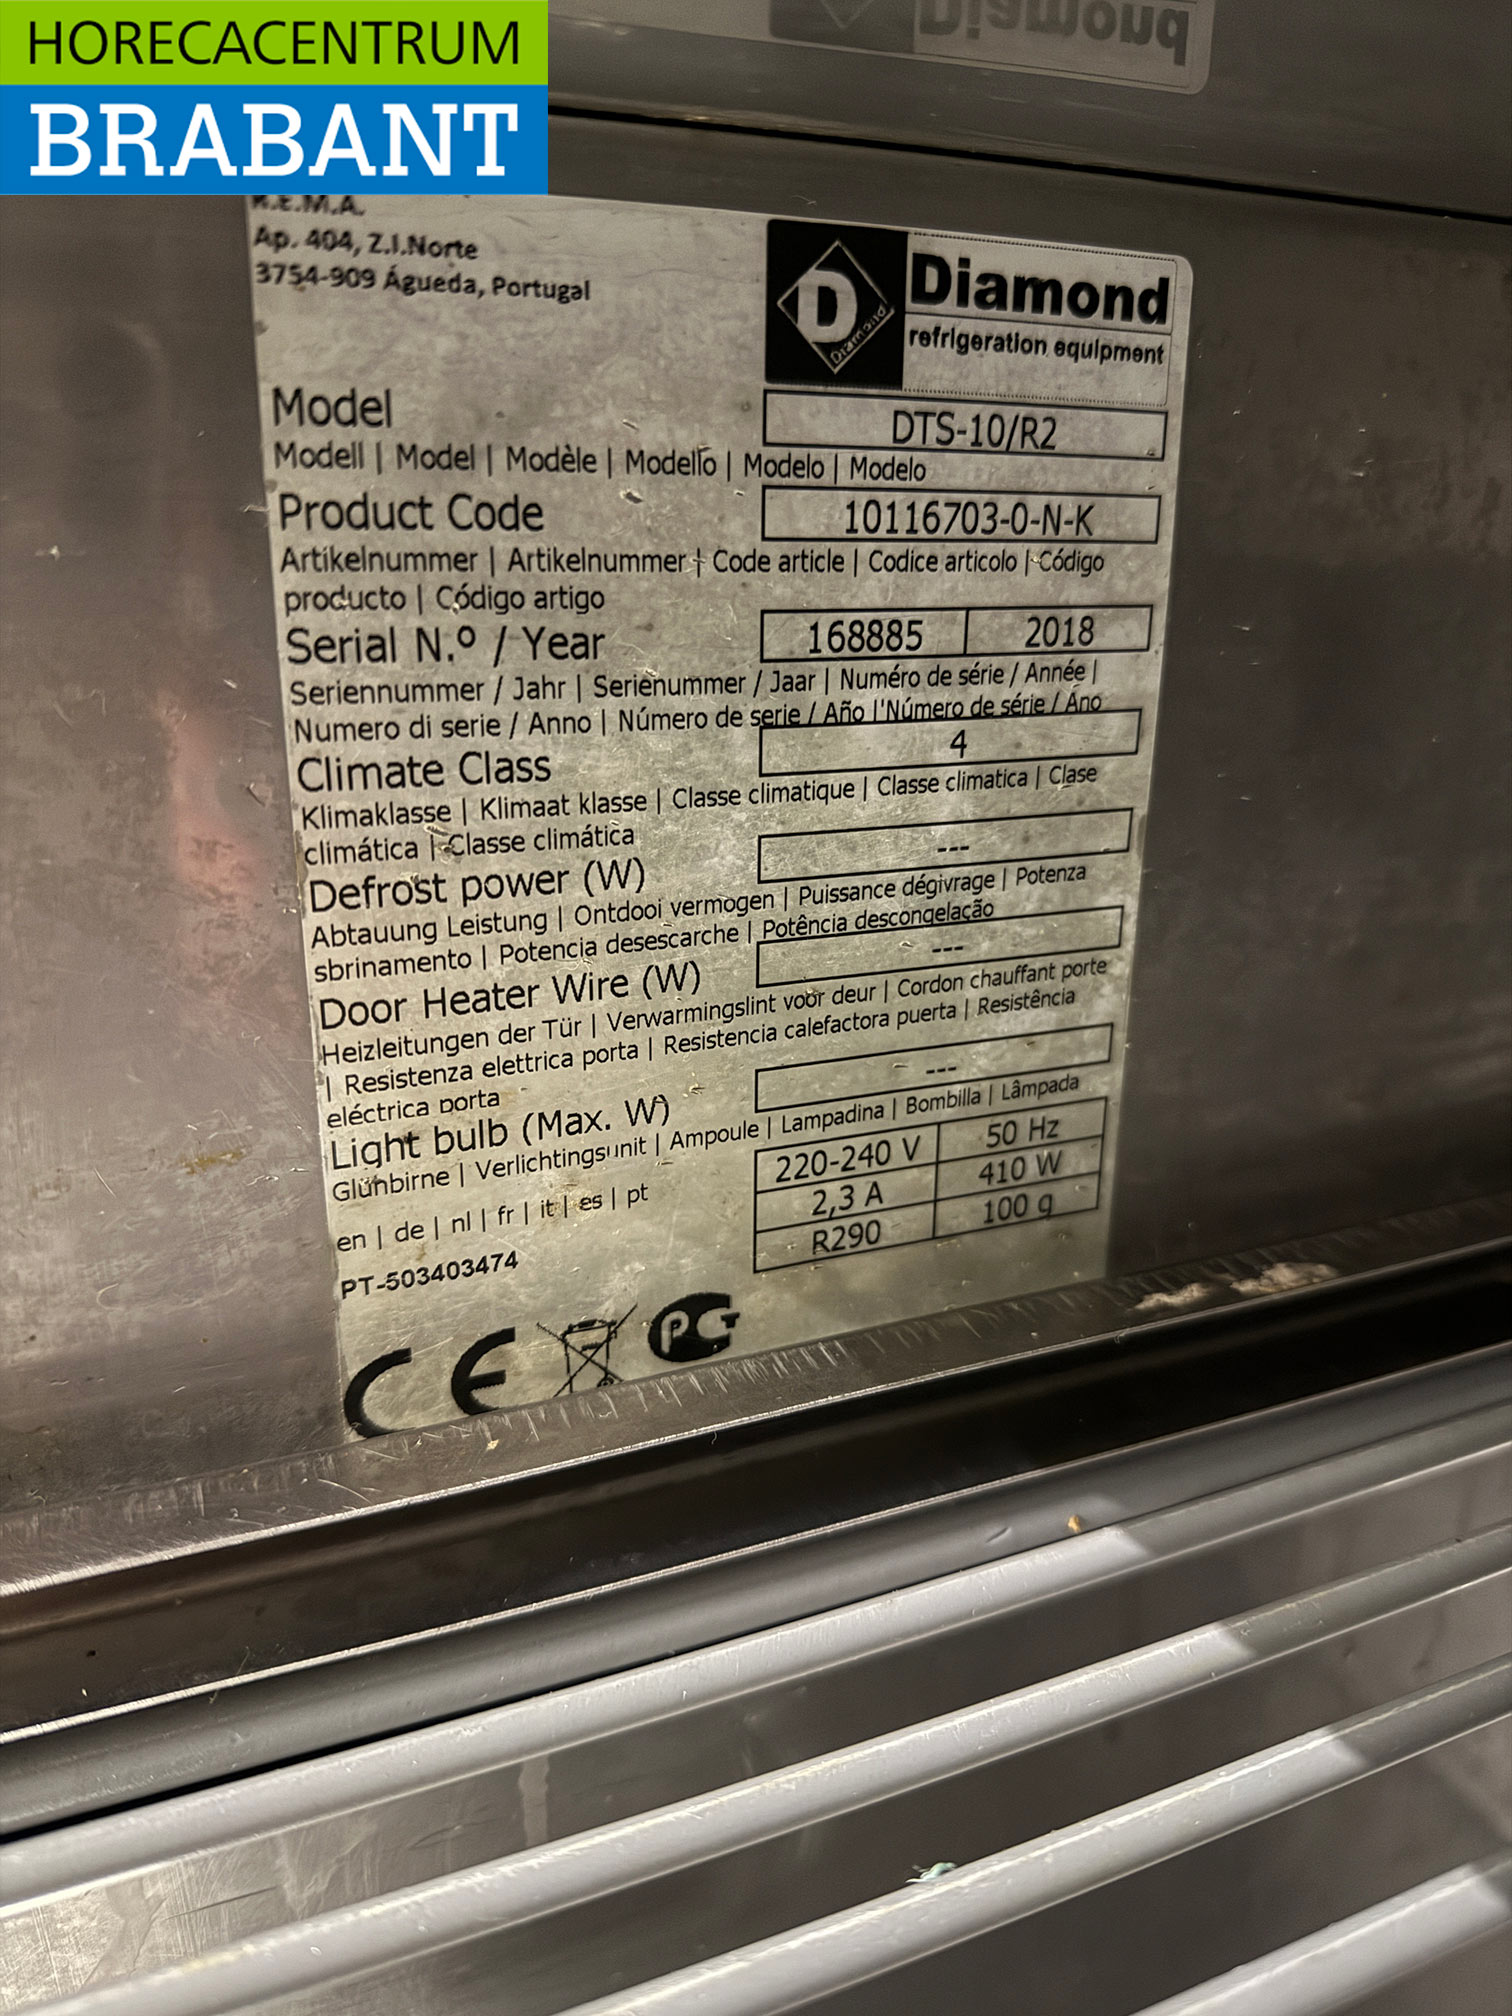 HORECACENTRUM
BRABANT
Diamond
R.E.M.A.
Ap. 404, Z.I.Norte
3754-909 Águeda, Portugal
D
Diamond
Diamond
refrigeration equipment
Model
DTS-10/R2
Modell | Model | Modèle | Modello | Modelo | Modelo
Product Code
10116703-0-N-K
Artikelnummer | Artikelnummer | Code article | Codice articolo | Código
producto | Código artigo
Serial N.º / Year
168885
2018
Seriennummer / Jahr | Serienummer / Jaar | Numéro de série / Année |
Numero di serie / Anno | Número de serie / Año | Número de série / Ano
Climate Class
4
Klimaklasse | Klimaat klasse | Classe climatique | Classe climatica | Clase
climática | Classe climática
Defrost power (W)
---
Abtauung Leistung | Ontdooi vermogen | Puissance dégivrage | Potenza
sbrinamento | Potencia desescarche | Potência descongelação
Door Heater Wire (W)
---
Heizleitungen der Tür | Verwarmingslint voor deur | Cordon chauffant porte
| Resistenza elettrica porta | Resistencia calefactora puerta | Resistência
eléctrica porta
Light bulb (Max. W)
---
Glühbirne | Verlichtingsunit | Ampoule | Lampadina | Bombilla | Lâmpada
220-240 V
50 Hz
2,3 A
410 W
R290
100 g
en | de | nl | fr | it | es | pt
PT-503403474
CE
PG